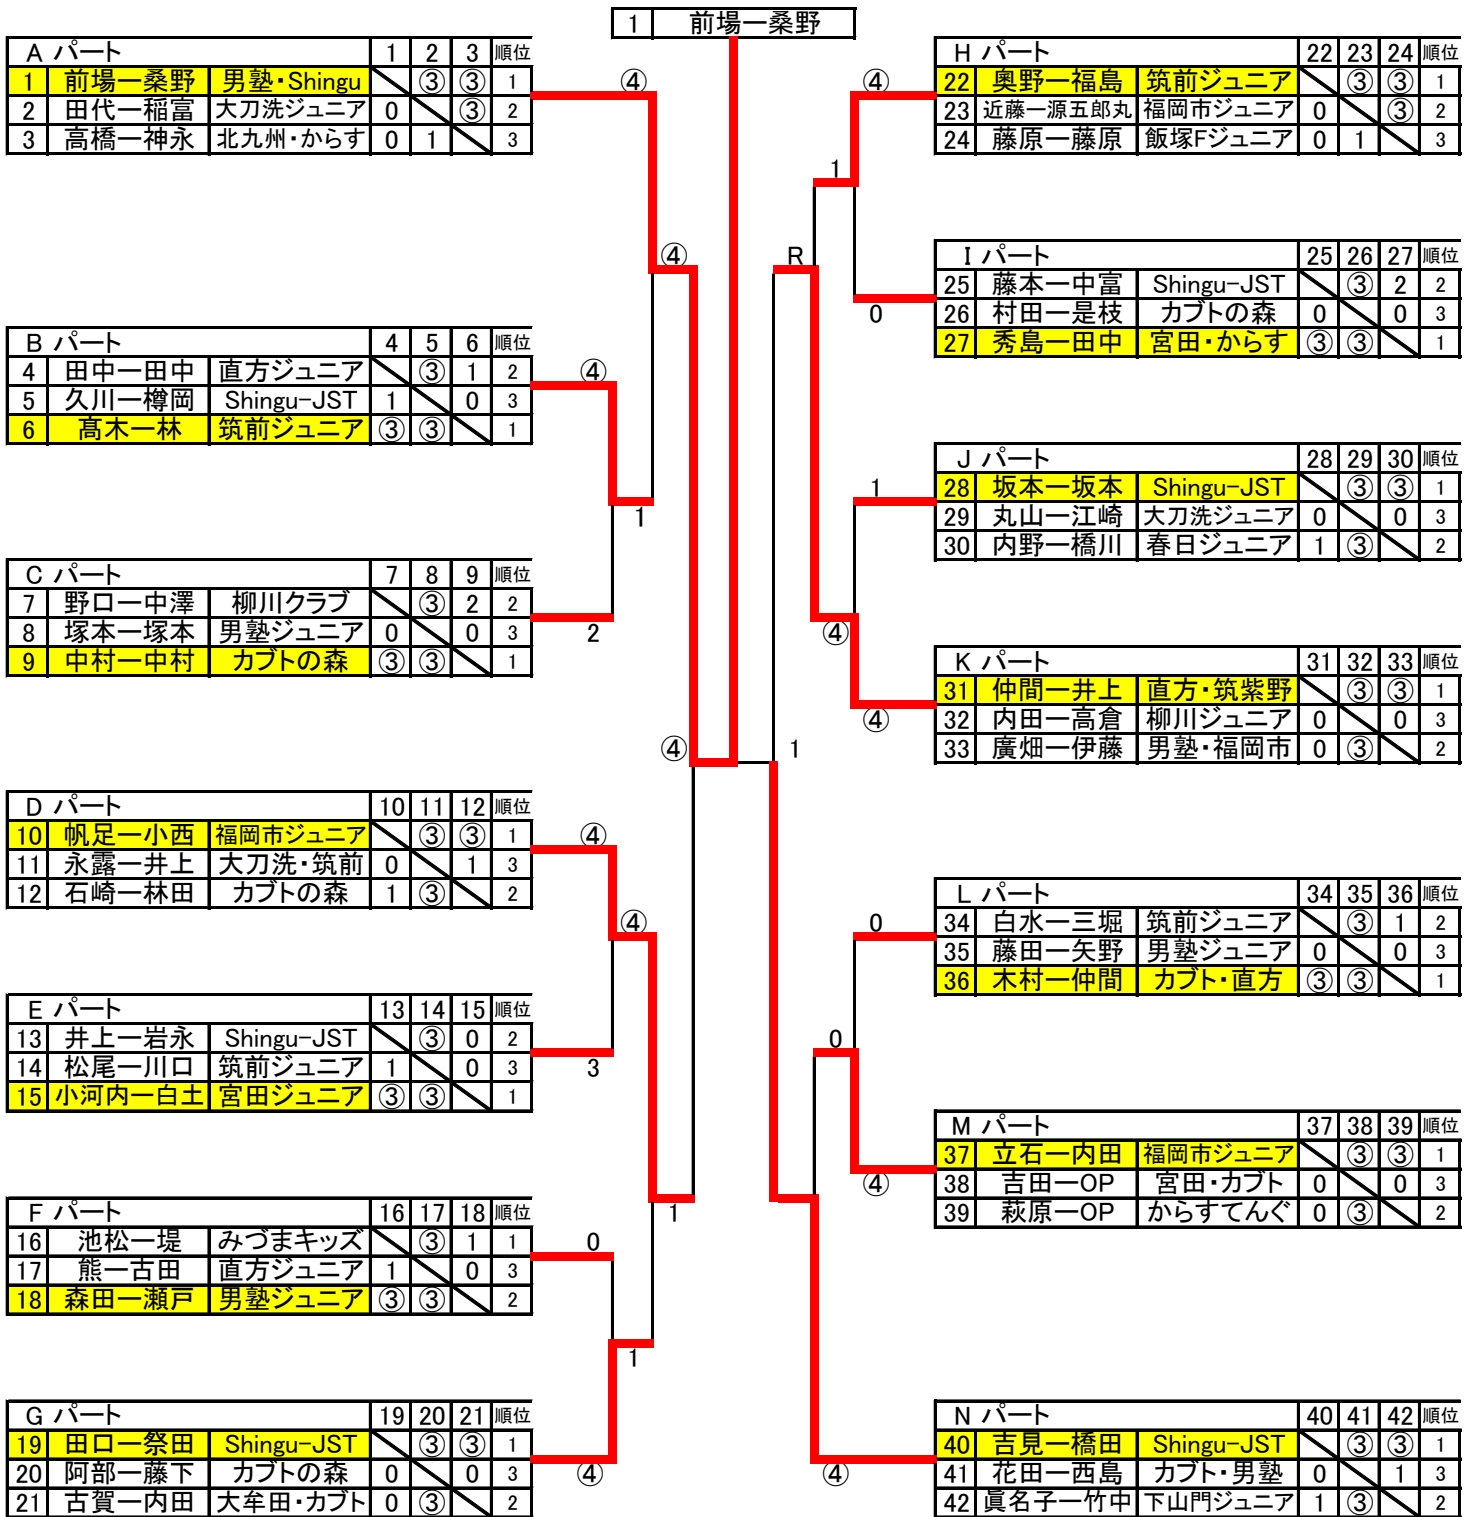 1 前場ー桑野
A パート 1 2 3 順位
1 前場ー桑野 男塾・Shingu ③ ③ 1
2 田代ー稲富 大刀洗ジュニア 0 ③ 2
3 高橋ー神永 北九州・からす 0 1 3
④
④
B パート 4 5 6 順位
4 田中ー田中 直方ジュニア ③ 1 2
5 久川ー樽岡 Shingu-JST 1 0 3
6 髙木ー林 筑前ジュニア ③ ③ 1
④
1
C パート 7 8 9 順位
7 野口ー中澤 柳川クラブ ③ 2 2
8 塚本ー塚本 男塾ジュニア 0 0 3
9 中村ー中村 カブトの森 ③ ③ 1
2
④
D パート 10 11 12 順位
10 帆足ー小西 福岡市ジュニア ③ ③ 1
11 永露ー井上 大刀洗・筑前 0 1 3
12 石崎ー林田 カブトの森 1 ③ 2
④
④
E パート 13 14 15 順位
13 井上ー岩永 Shingu-JST ③ 0 2
14 松尾ー川口 筑前ジュニア 1 0 3
15 小河内ー白土 宮田ジュニア ③ ③ 1
3
1
F パート 16 17 18 順位
16 池松ー堤 みづまキッズ ③ 1 1
17 熊ー古田 直方ジュニア 1 0 3
18 森田ー瀬戸 男塾ジュニア ③ ③ 2
0
1
G パート 19 20 21 順位
19 田口ー祭田 Shingu-JST ③ ③ 1
20 阿部ー藤下 カブトの森 0 0 3
21 古賀ー内田 大牟田・カブト 0 ③ 2
④
H パート 22 23 24 順位
22 奥野ー福島 筑前ジュニア ③ ③ 1
23 近藤ー源五郎丸 福岡市ジュニア 0 ③ 2
24 藤原ー藤原 飯塚Fジュニア 0 1 3
④
1
R
I パート 25 26 27 順位
25 藤本ー中富 Shingu-JST ③ 2 2
26 村田ー是枝 カブトの森 0 0 3
27 秀島ー田中 宮田・からす ③ ③ 1
0
J パート 28 29 30 順位
28 坂本ー坂本 Shingu-JST ③ ③ 1
29 丸山ー江崎 大刀洗ジュニア 0 0 3
30 内野ー橋川 春日ジュニア 1 ③ 2
1
④
K パート 31 32 33 順位
31 仲間ー井上 直方・筑紫野 ③ ③ 1
32 内田ー高倉 柳川ジュニア 0 0 3
33 廣畑ー伊藤 男塾・福岡市 0 ③ 2
④
1
L パート 34 35 36 順位
34 白水ー三堀 筑前ジュニア ③ 1 2
35 藤田ー矢野 男塾ジュニア 0 0 3
36 木村ー仲間 カブト・直方 ③ ③ 1
0
0
M パート 37 38 39 順位
37 立石ー内田 福岡市ジュニア ③ ③ 1
38 吉田ーOP 宮田・カブト 0 0 3
39 萩原ーOP からすてんぐ 0 ③ 2
④
N パート 40 41 42 順位
40 吉見ー橋田 Shingu-JST ③ ③ 1
41 花田ー西島 カブト・男塾 0 1 3
42 眞名子ー竹中 下山門ジュニア 1 ③ 2
④